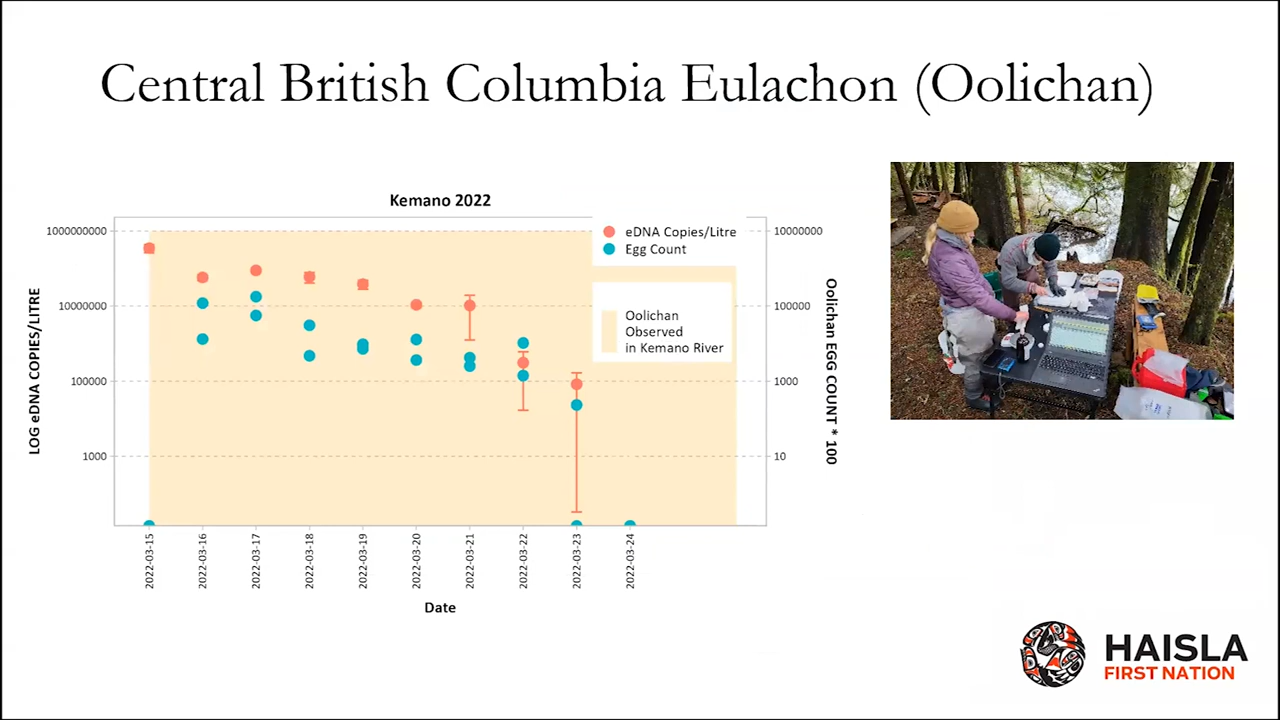 Central British Columbia Eulachon (Oolichan)
Kemano 2022
eDNA Copies/Litre
Egg Count
Oolichan
Observed
in Kemano River
LOG eDNA COPIES/LITRE
1000000000
10000000
100000
1000
10000000
100000
1000
10
Oolichan EGG COUNT * 100
2022-03-15
2022-03-16
2022-03-17
2022-03-18
2022-03-19
2022-03-20
2022-03-21
2022-03-22
2022-03-23
2022-03-24
Date
HAISLA
FIRST NATION